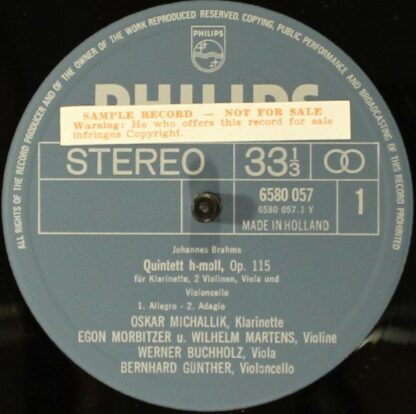 ALL RIGHTS OF THE RECORD PRODUCER AND OF THE OWNER OF THE WORK REPRODUCED RESERVED. COPYING, PUBLIC PERFORMANCE AND BROADCASTING OF THIS RECORD PROHIBITED
PHILIPS
PHILIPS
SAMPLE RECORD — NOT FOR SALE
Warning: He who offers this record for sale
infringes Copyright.
STEREO 33 1/3
6580 057
6580 057.1 Y
1
MADE IN HOLLAND
Johannes Brahms
Quintett h-moll, Op. 115
für Klarinette, 2 Violinen, Viola und
Violoncello
1. Allegro - 2. Adagio
OSKAR MICHALLIK, Klarinette
EGON MORBITZER u. WILHELM MARTENS, Violine
WERNER BUCHHOLZ, Viola
BERNHARD GÜNTHER, Violoncello